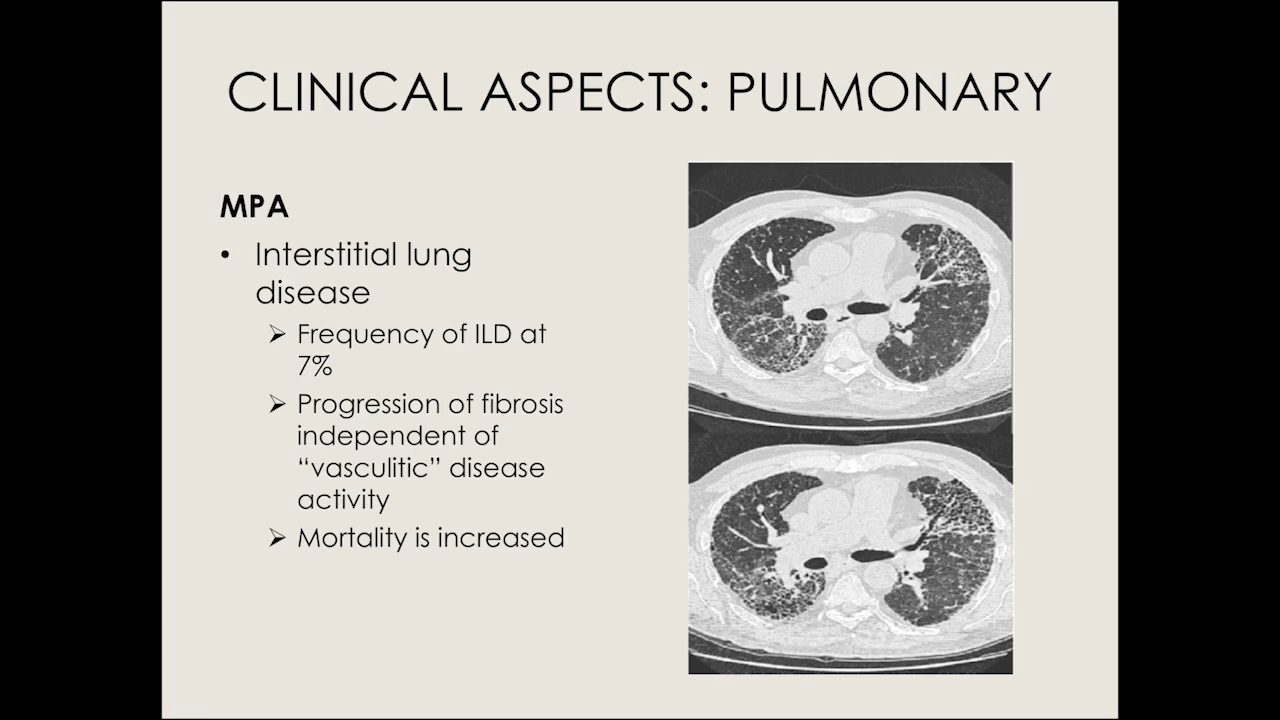 CLINICAL ASPECTS: PULMONARY
MPA
• Interstitial lung
disease
➢ Frequency of ILD at
7%
➢ Progression of fibrosis
independent of
“vasculitic” disease
activity
➢ Mortality is increased